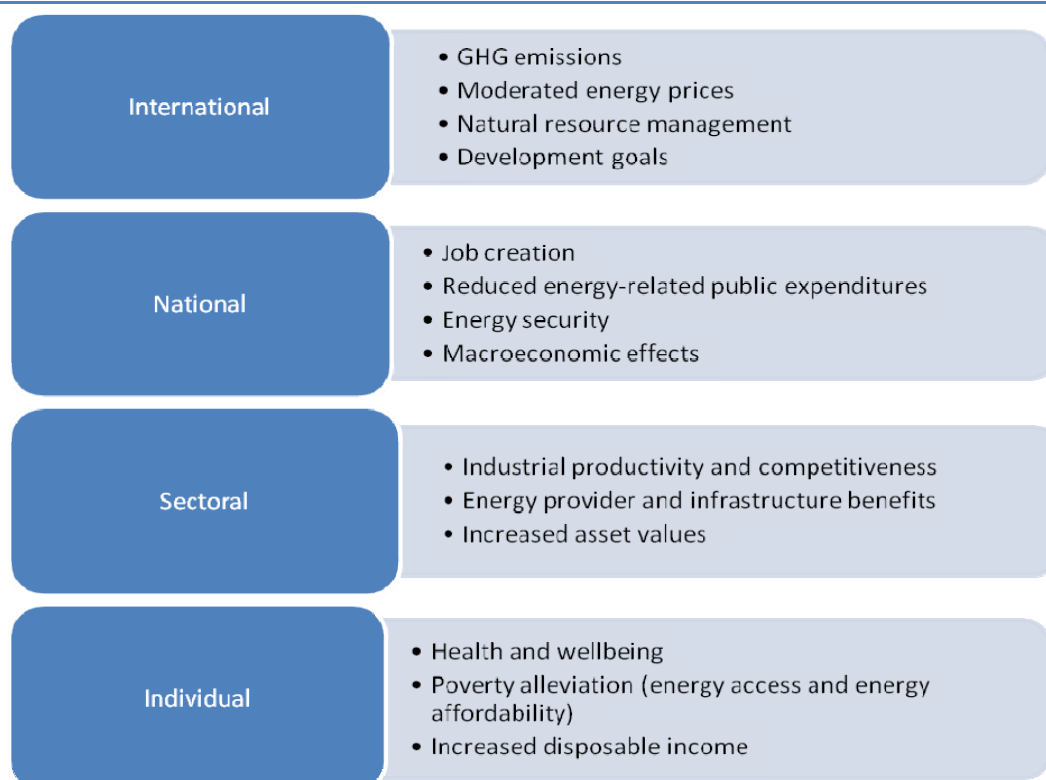 International
• GHG emissions
• Moderated energy prices
• Natural resource management
• Development goals
National
• Job creation
• Reduced energy-related public expenditures
• Energy security
• Macroeconomic effects
Sectoral
• Industrial productivity and competitiveness
• Energy provider and infrastructure benefits
• Increased asset values
Individual
• Health and wellbeing
• Poverty alleviation (energy access and energy
affordability)
• Increased disposable income